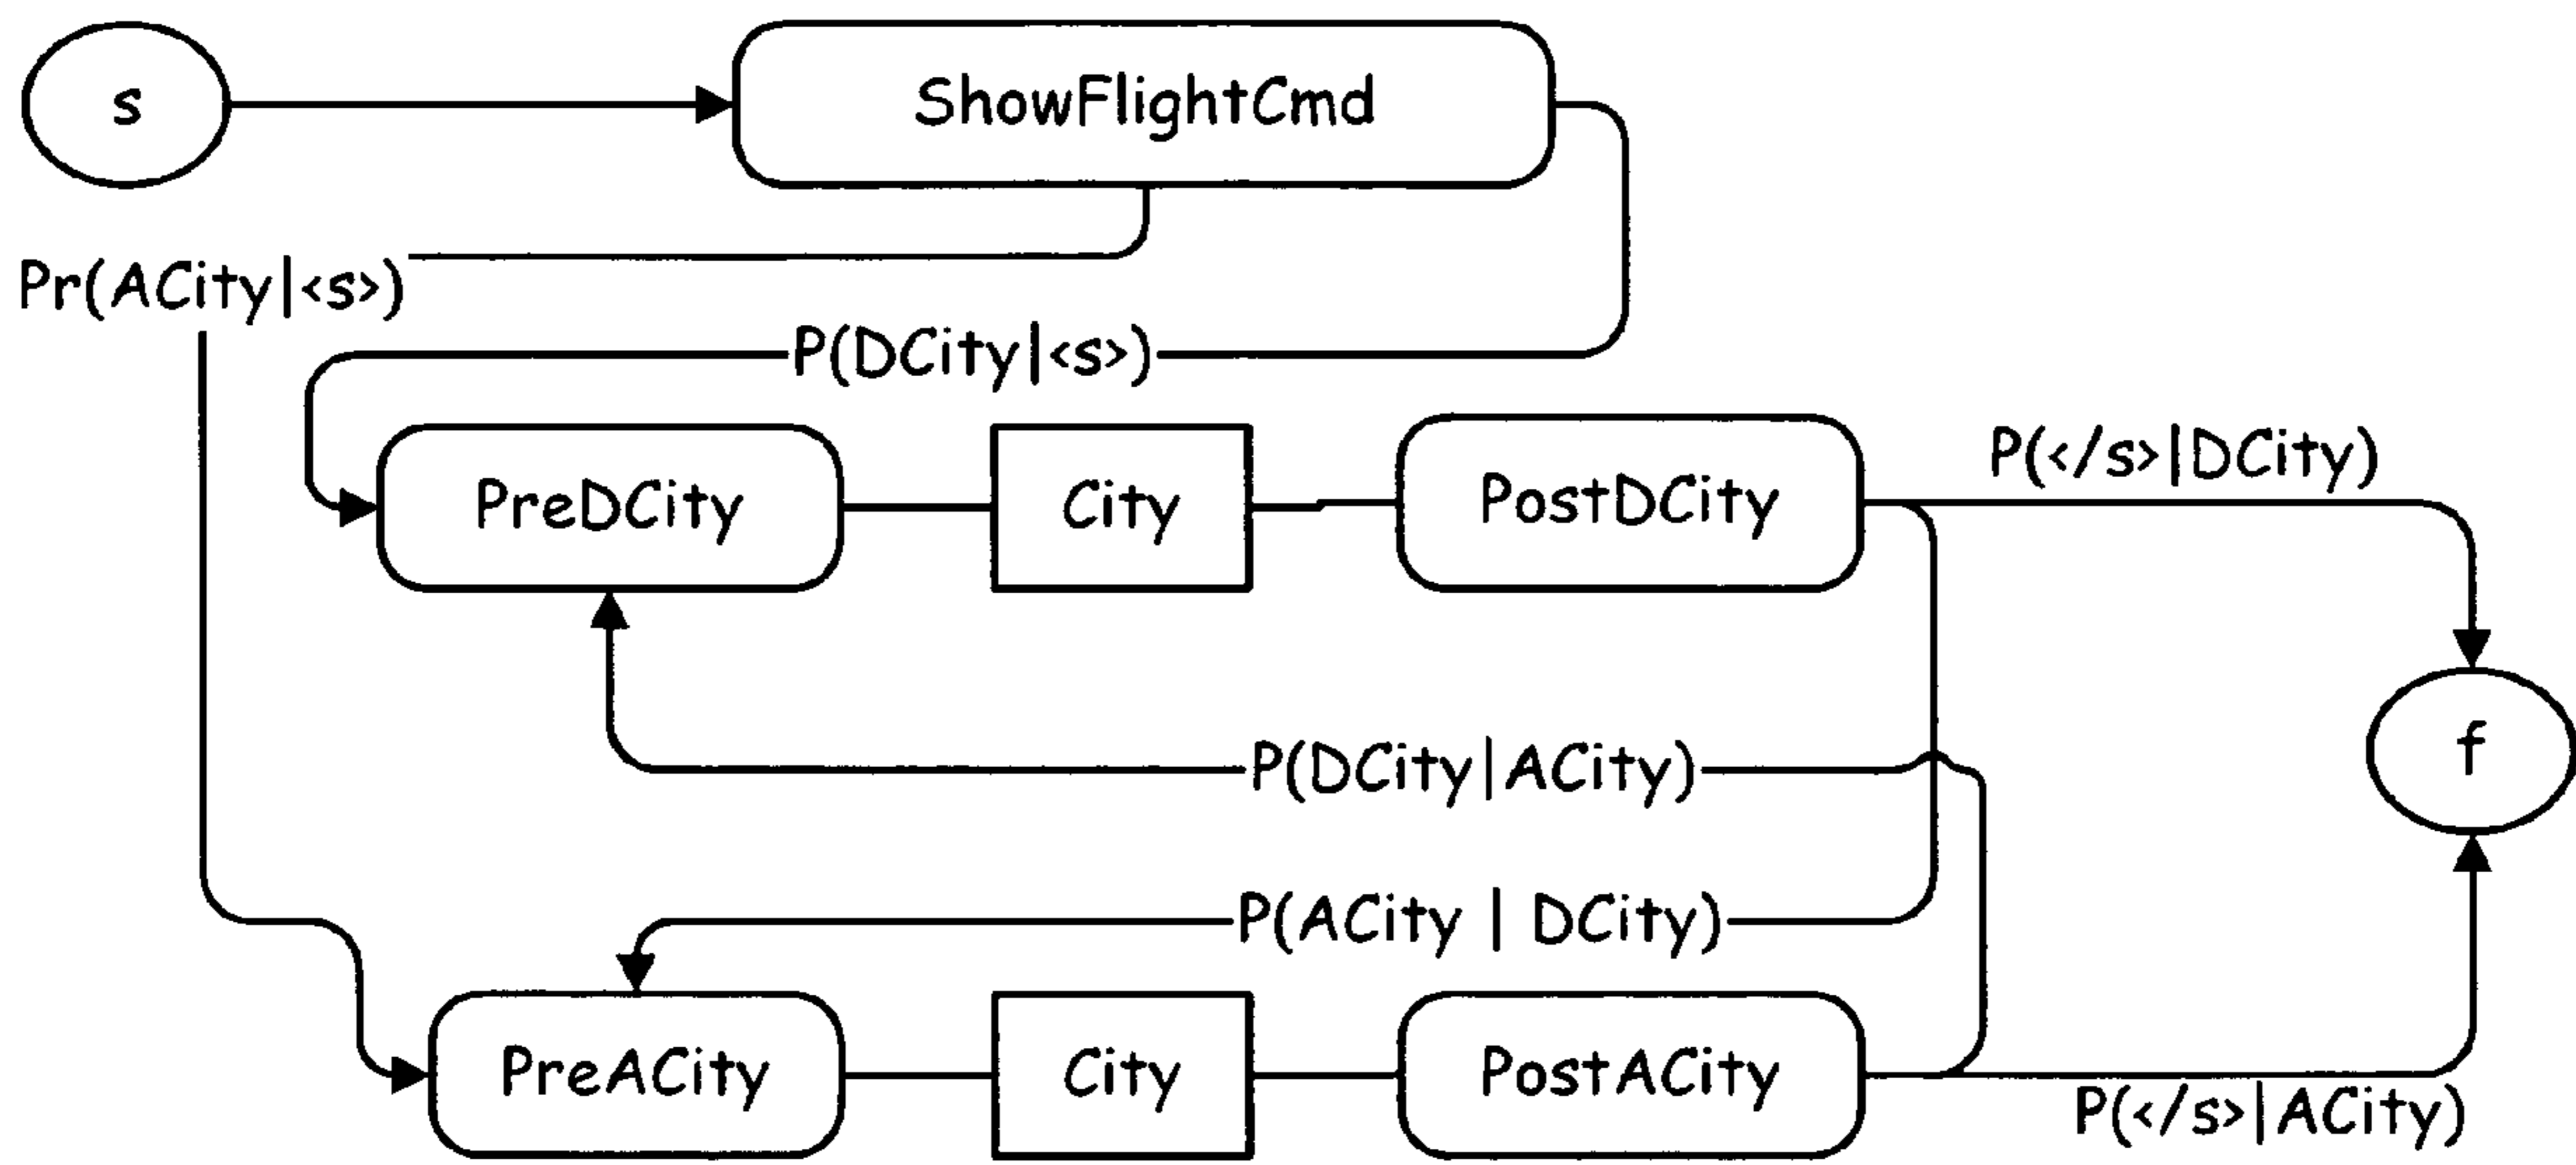 s
ShowFlightCmd
Pr(ACity|<s>)
P(DCity|<s>)
PreDCity
City
PostDCity
P(</s>|DCity)
P(DCity|ACity)
f
P(ACity | DCity)
PreACity
City
PostACity
P(</s>|ACity)